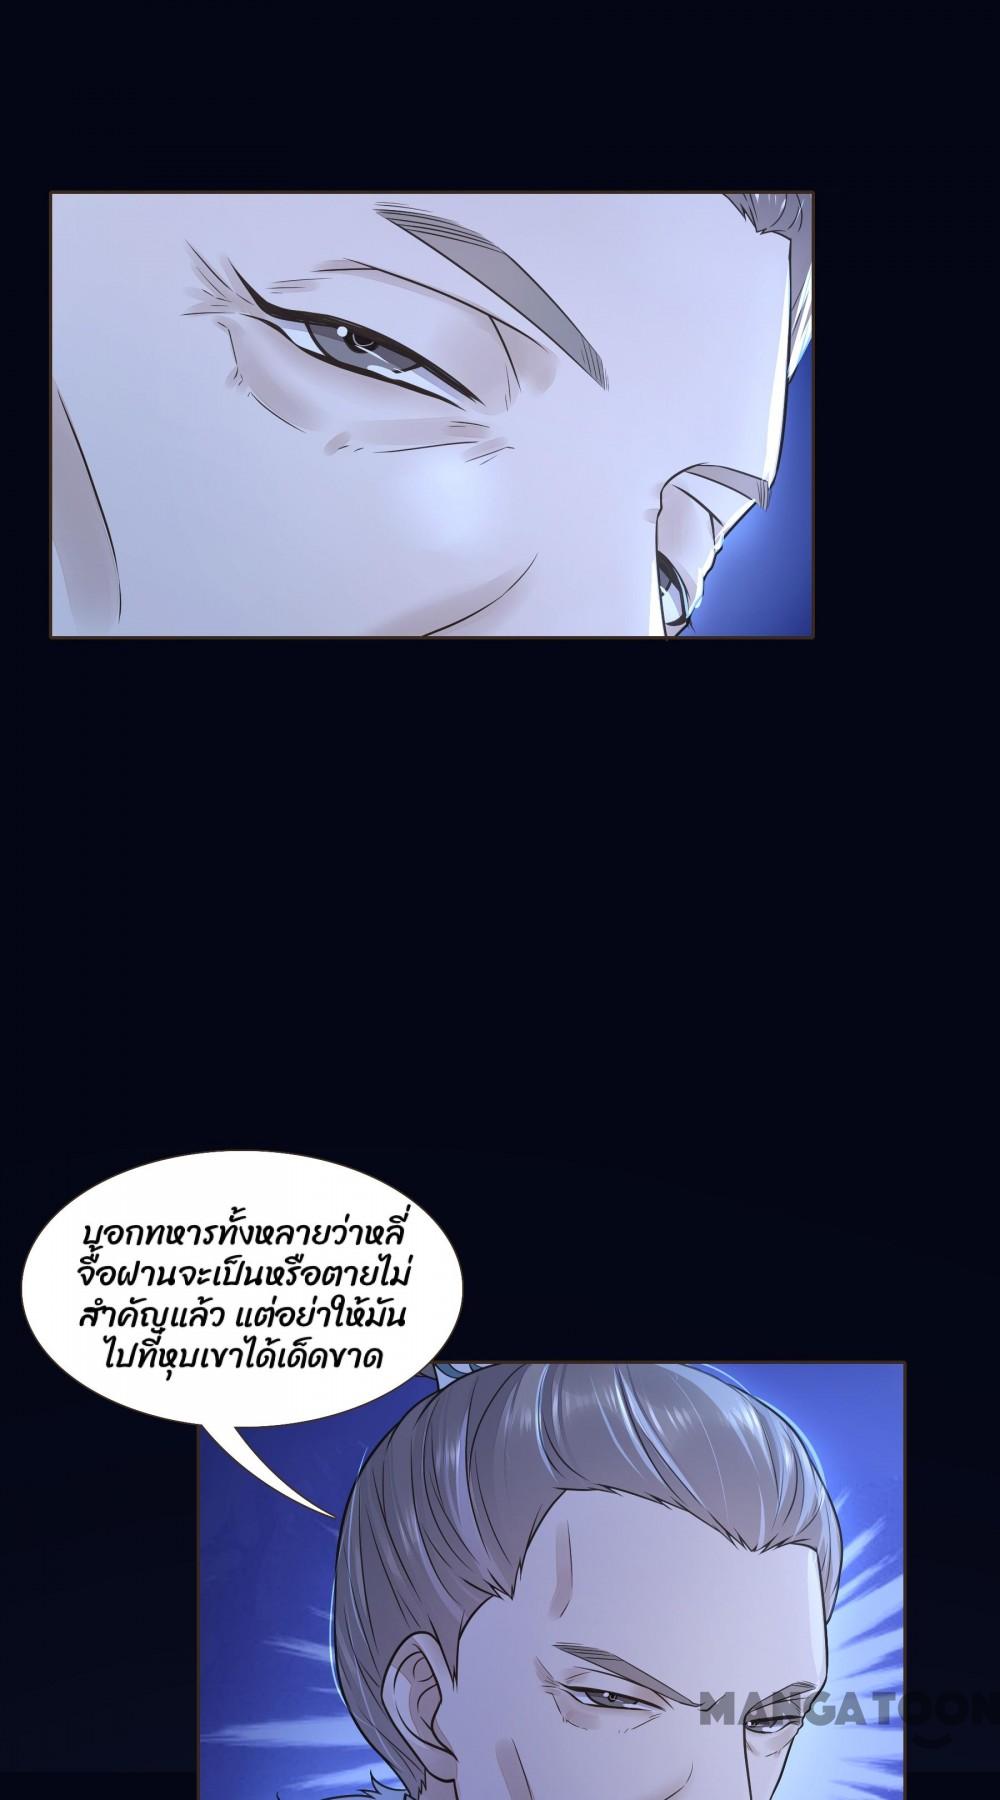 บอกทหารทั้งหลายว่าหลี่
จื้อฝานจะเป็นหรือตายไม่
สำคัญแล้ว แต่อย่าให้มัน
ไปที่หุบเขาได้เด็ดขาด
MANGATOON